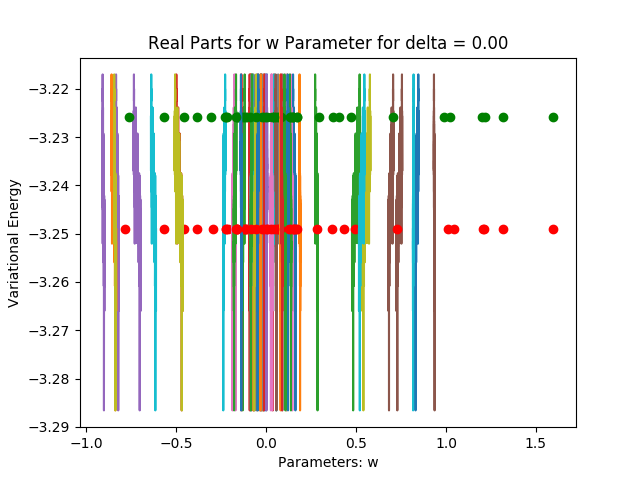 Real Parts for w Parameter for delta = 0.00
−3.22
−3.23
−3.24
−3.25
−3.26
−3.27
−3.28
−3.29
Variational Energy
−1.0 −0.5 0.0 0.5 1.0 1.5
Parameters: w